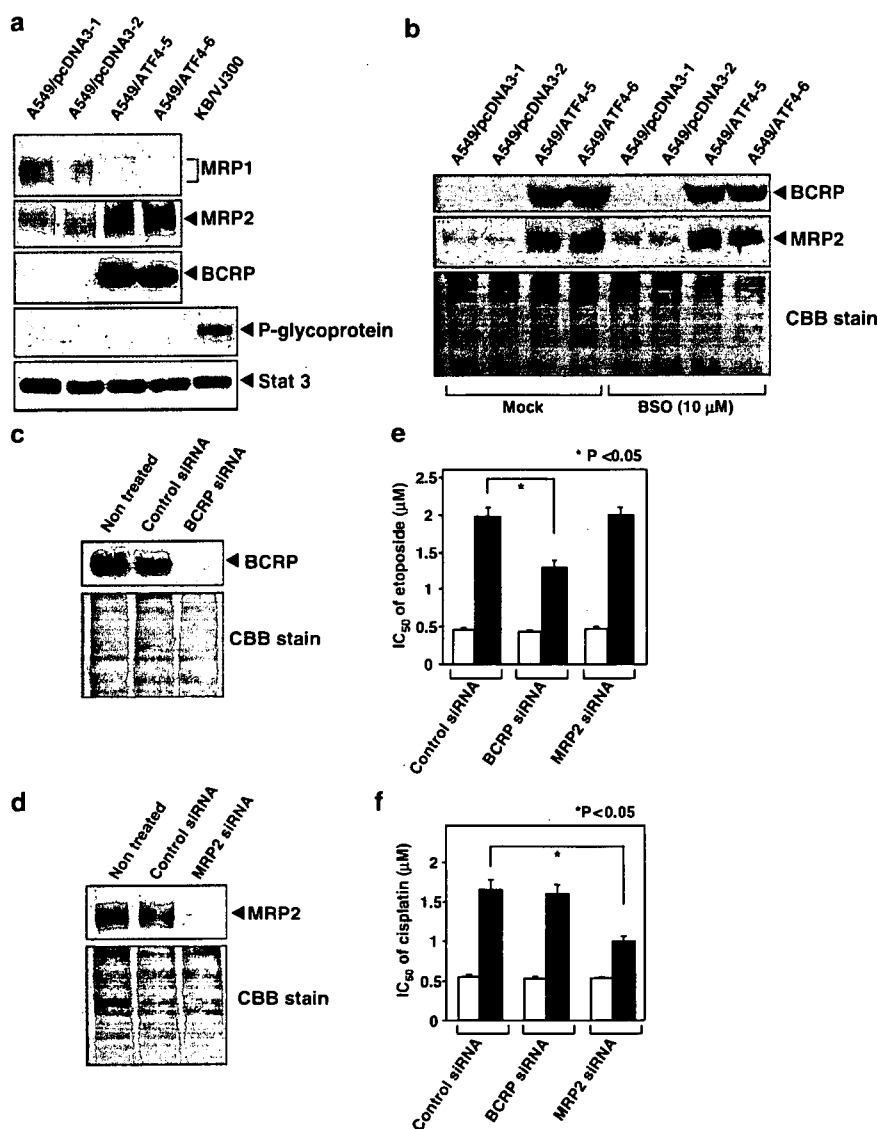 a
A549/pcDNA3-1
A549/pcDNA3-2
A549/ATF4-5
A549/ATF4-6
KB/VJ300
MRP1
MRP2
BCRP
P-glycoprotein
Stat 3
b
A549/pcDNA3-1
A549/pcDNA3-2
A549/ATF4-5
A549/ATF4-6
A549/pcDNA3-1
A549/pcDNA3-2
A549/ATF4-5
A549/ATF4-6
BCRP
MRP2
CBB stain
Mock
BSO (10 μM)
c
Non treated
Control siRNA
BCRP siRNA
BCRP
CBB stain
d
Non treated
Control siRNA
MRP2 siRNA
MRP2
CBB stain
e
* P <0.05
*
IC50 of etoposide (μM)
2.5
2
1.5
1
0.5
0
Control siRNA
BCRP siRNA
MRP2 siRNA
f
*P<0.05
*
IC50 of cisplatin (μM)
2
1.5
1
0.5
0
Control siRNA
BCRP siRNA
MRP2 siRNA